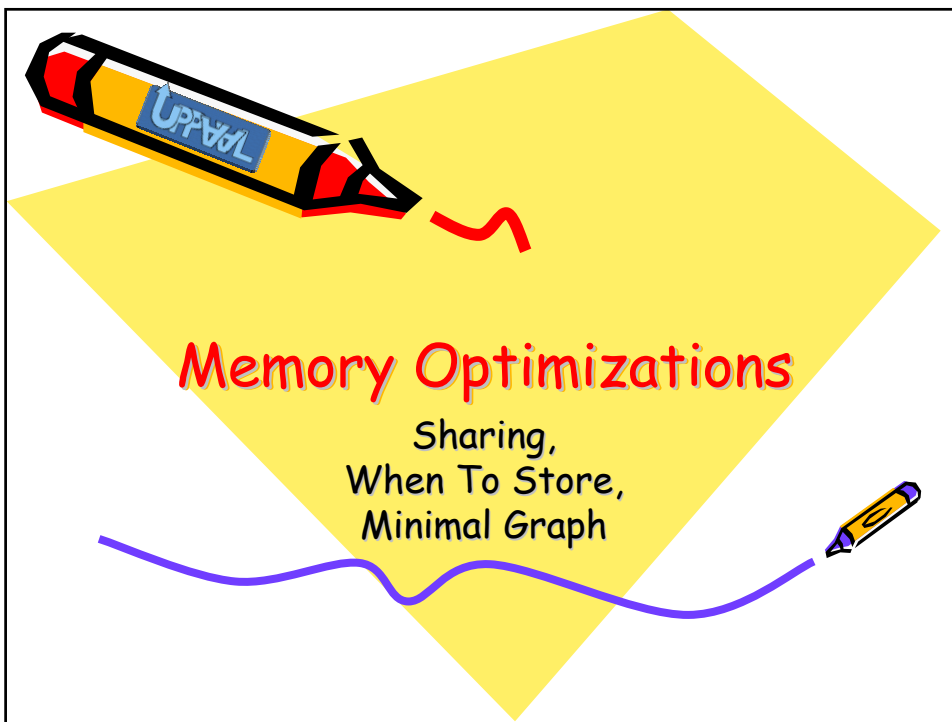 UPPAAL
Memory Optimizations
Sharing,
When To Store,
Minimal Graph